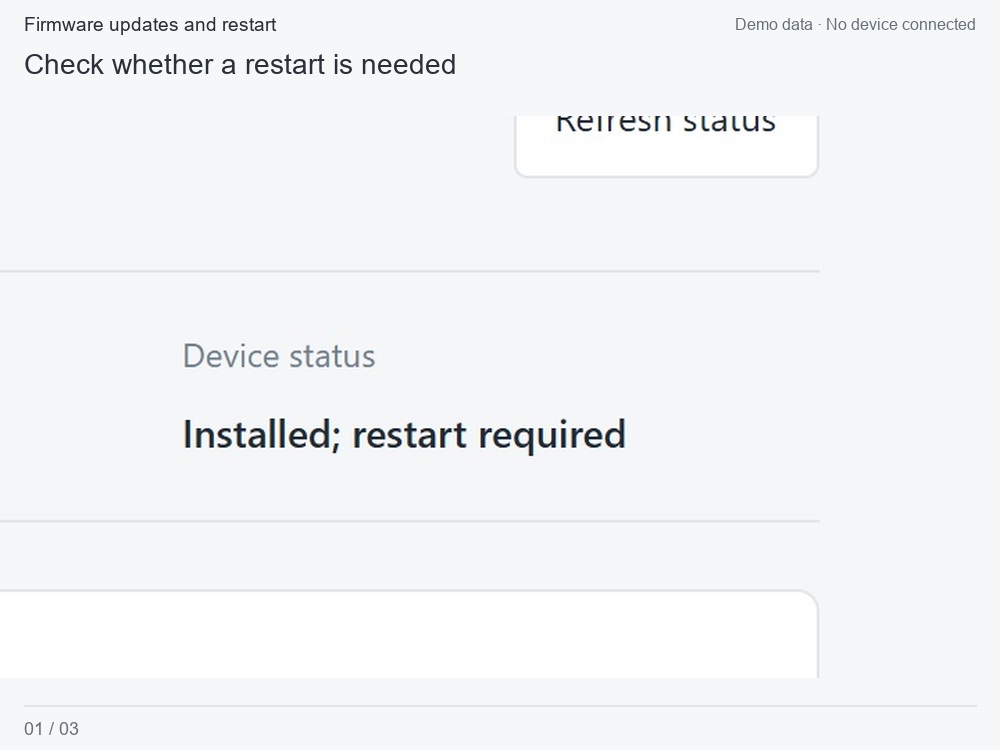 Firmware updates and restart
Demo data · No device connected
Check whether a restart is needed
Refresh status
Device status
Installed; restart required
01 / 03